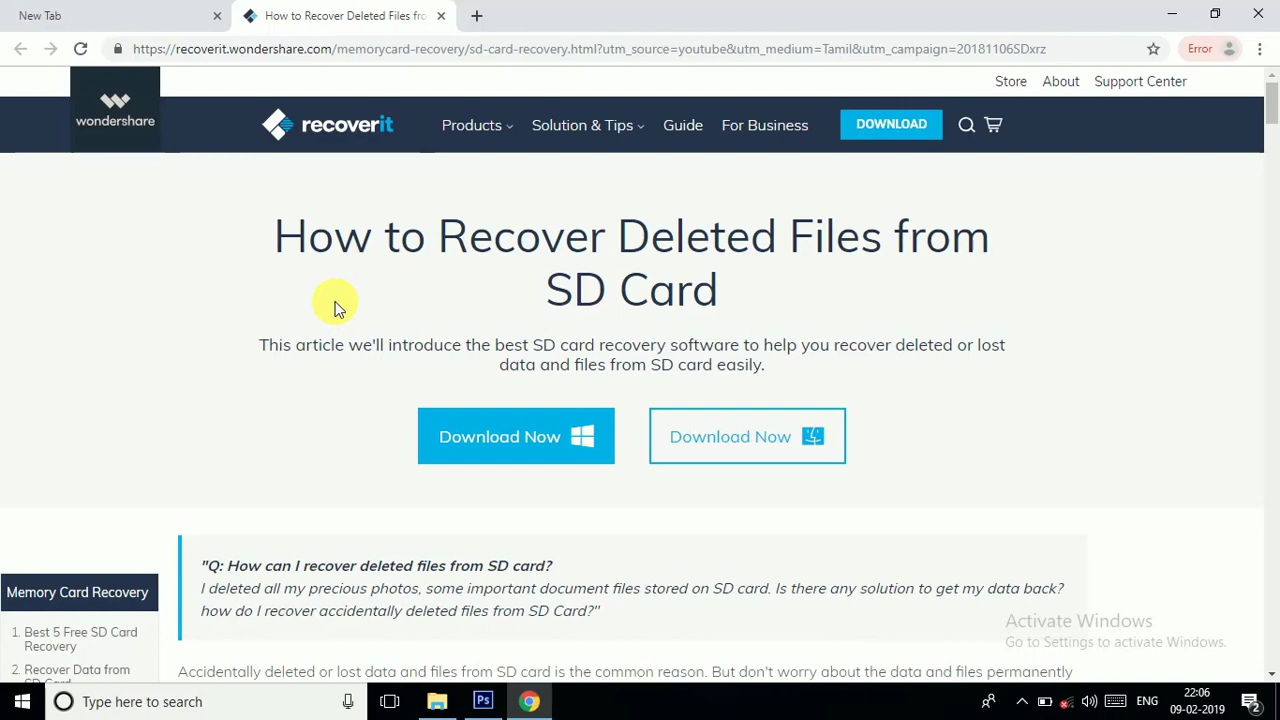 New Tab
How to Recover Deleted Files fro
https://recoverit.wondershare.com/memorycard-recovery/sd-card-recovery.html?utm_source=youtube&utm_medium=Tamil&utm_campaign=20181106SDxrz
Error
Store About Support Center
wondershare
recoverit
Products Solution & Tips Guide For Business DOWNLOAD
How to Recover Deleted Files from
SD Card
This article we'll introduce the best SD card recovery software to help you recover deleted or lost
data and files from SD card easily.
Download Now
Download Now
"Q: How can I recover deleted files from SD card?
I deleted all my precious photos, some important document files stored on SD card. Is there any solution to get my data back?
how do I recover accidentally deleted files from SD Card?"
Memory Card Recovery
1. Best 5 Free SD Card
Recovery
2. Recover Data from
SD Card
Accidentally deleted or lost data and files from SD card is the common reason. But don't worry about the data and files permanently
Activate Windows
Go to Settings to activate Windows.
Type here to search
Ps
ENG
22:06
09-02-2019
2